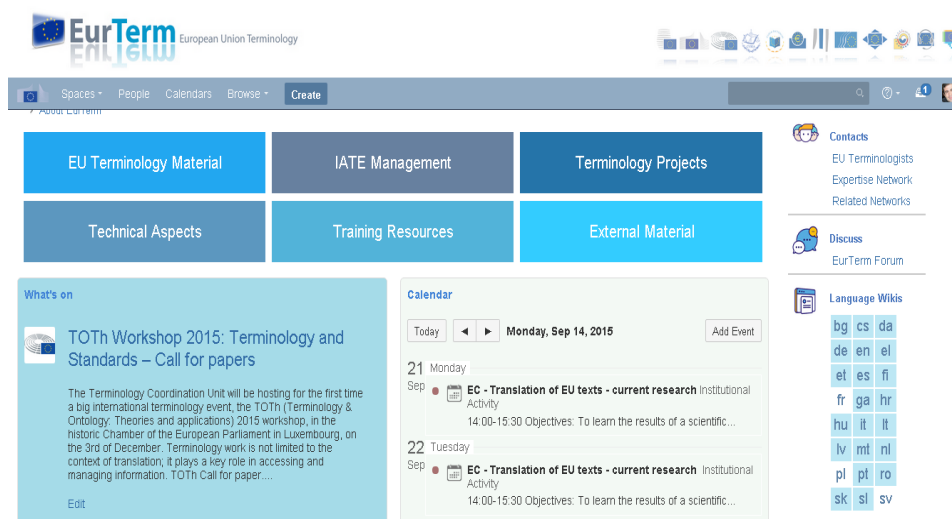 EurTerm European Union Terminology
Spaces People Calendars Browse Create
1
> About EurTerm
EU Terminology Material
IATE Management
Terminology Projects
Technical Aspects
Training Resources
External Material
What's on
TOTh Workshop 2015: Terminology and
Standards – Call for papers
The Terminology Coordination Unit will be hosting for the first time
a big international terminology event, the TOTh (Terminology &
Ontology: Theories and applications) 2015 workshop, in the
historic Chamber of the European Parliament in Luxembourg, on
the 3rd of December. Terminology work is not limited to the
context of translation; it plays a key role in accessing and
managing information. TOTh Call for paper....
Edit
Calendar
Today Monday, Sep 14, 2015 Add Event
21 Monday
Sep
EC - Translation of EU texts - current research Institutional
Activity
14:00-15:30 Objectives: To learn the results of a scientific...
22 Tuesday
Sep
EC - Translation of EU texts - current research Institutional
Activity
14:00-15:30 Objectives: To learn the results of a scientific...
Contacts
EU Terminologists
Expertise Network
Related Networks
Discuss
EurTerm Forum
Language Wikis
bg cs da
de en el
et es fi
fr ga hr
hu it lt
lv mt nl
pl pt ro
sk sl sv